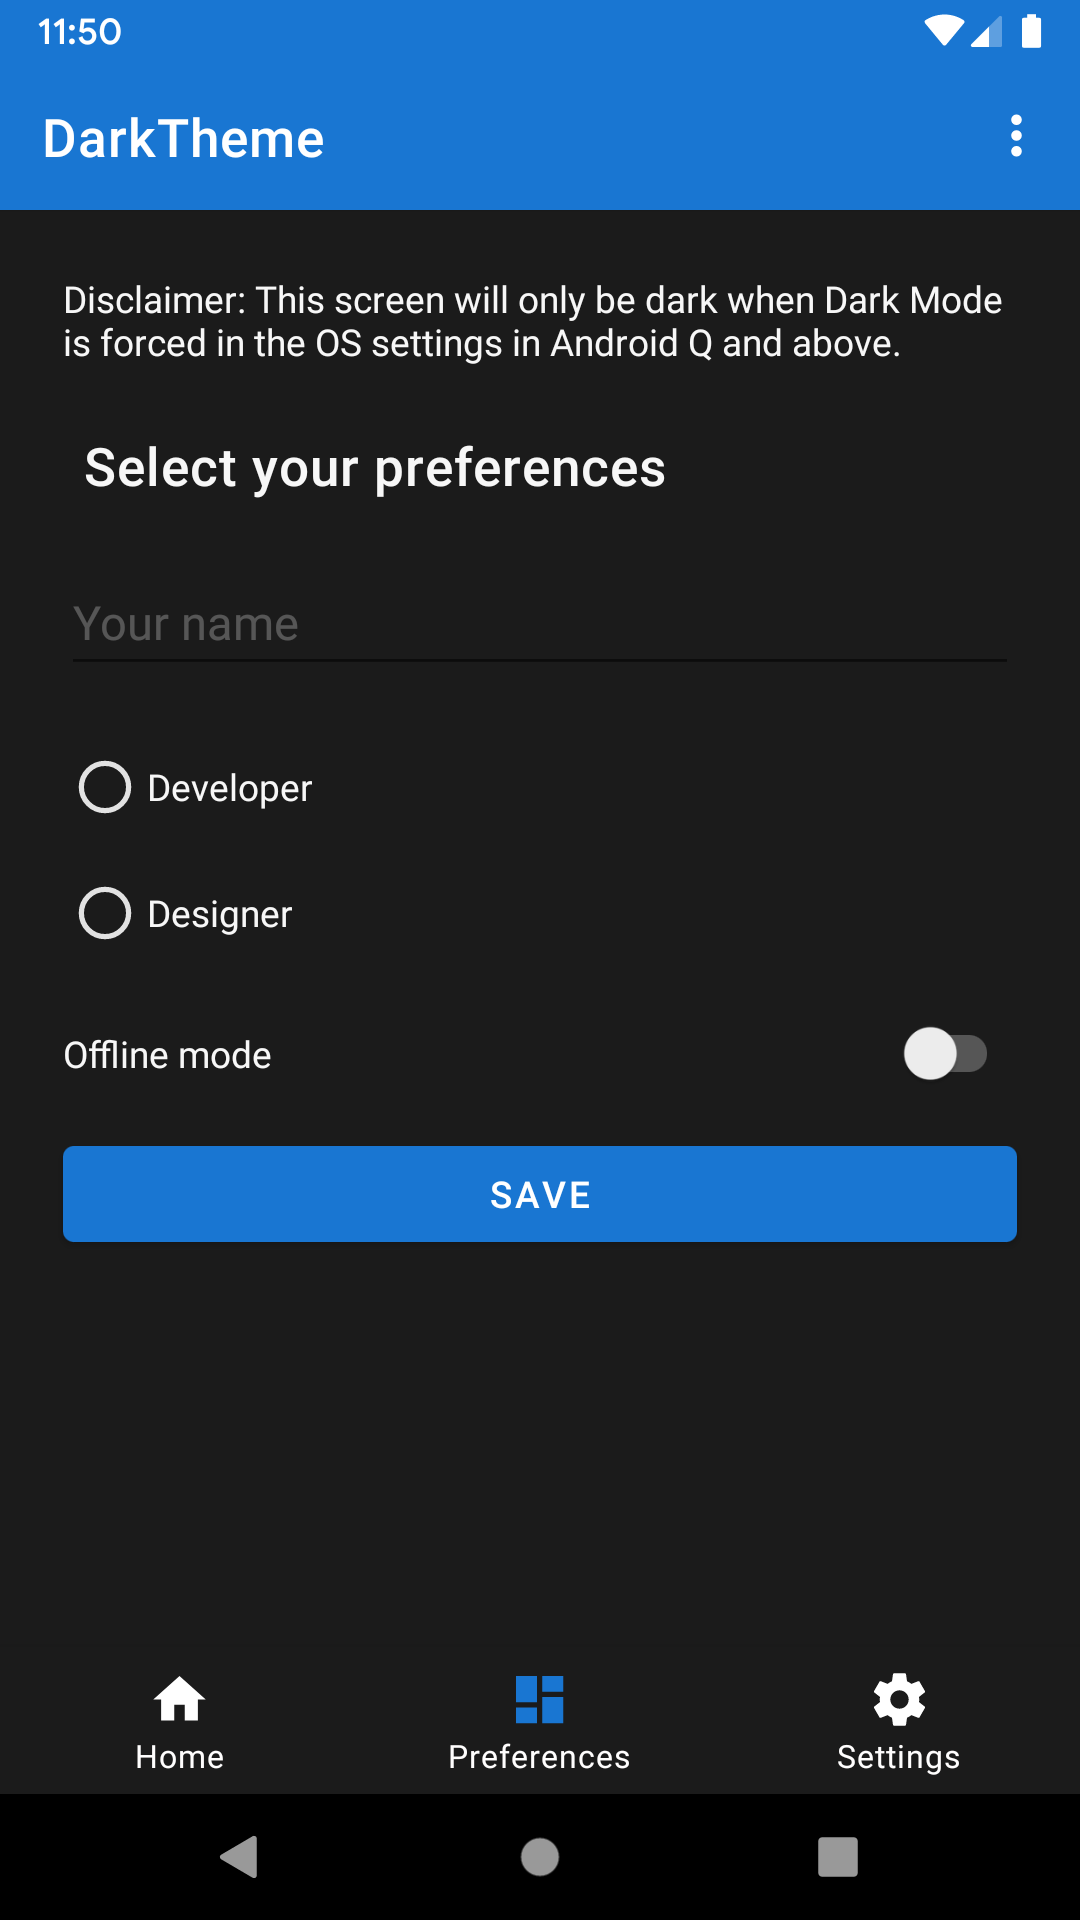 11:50
DarkTheme
Disclaimer: This screen will only be dark when Dark Mode
is forced in the OS settings in Android Q and above.
Select your preferences
Your name
Developer
Designer
Offline mode
SAVE
Home
Preferences
Settings